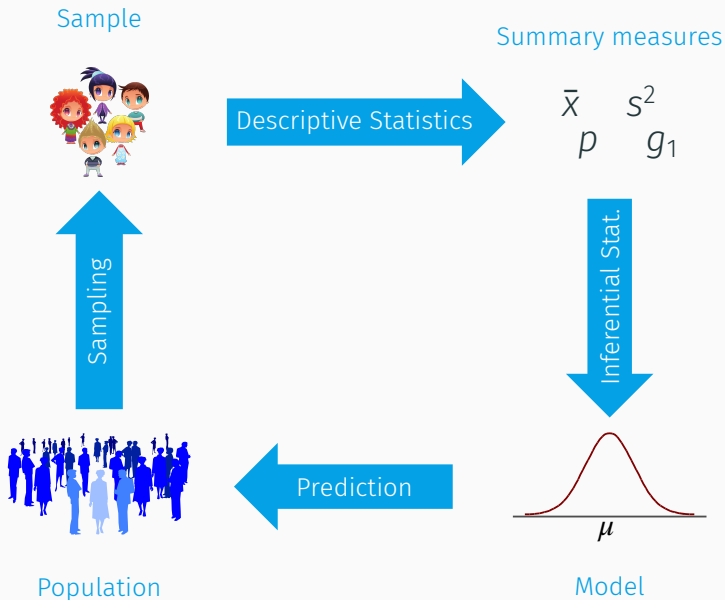 Sample
Summary measures
Descriptive Statistics
x̄ s²
p g₁
Sampling
Inferential Stat.
Prediction
μ
Population
Model